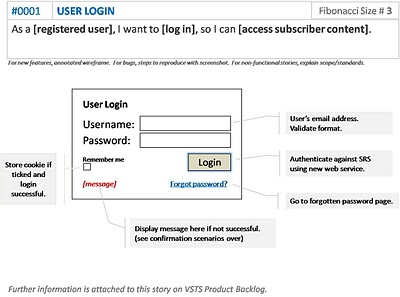 #0001 USER LOGIN Fibonacci Size # 3
As a [registered user], I want to [log in], so I can [access subscriber content].
For new features, annotated wireframe. For bugs, steps to reproduce with screenshot. For non-functional stories, explain scope/standards.
User Login
Username:
Password:
User's email address.
Validate format.
Store cookie if
ticked and
login
successful.
Remember me
Login
Authenticate against SRS
using new web service.
[message]
Forgot password?
Go to forgotten password page.
Display message here if not successful.
(see confirmation scenarios over)
Further information is attached to this story on VSTS Product Backlog.